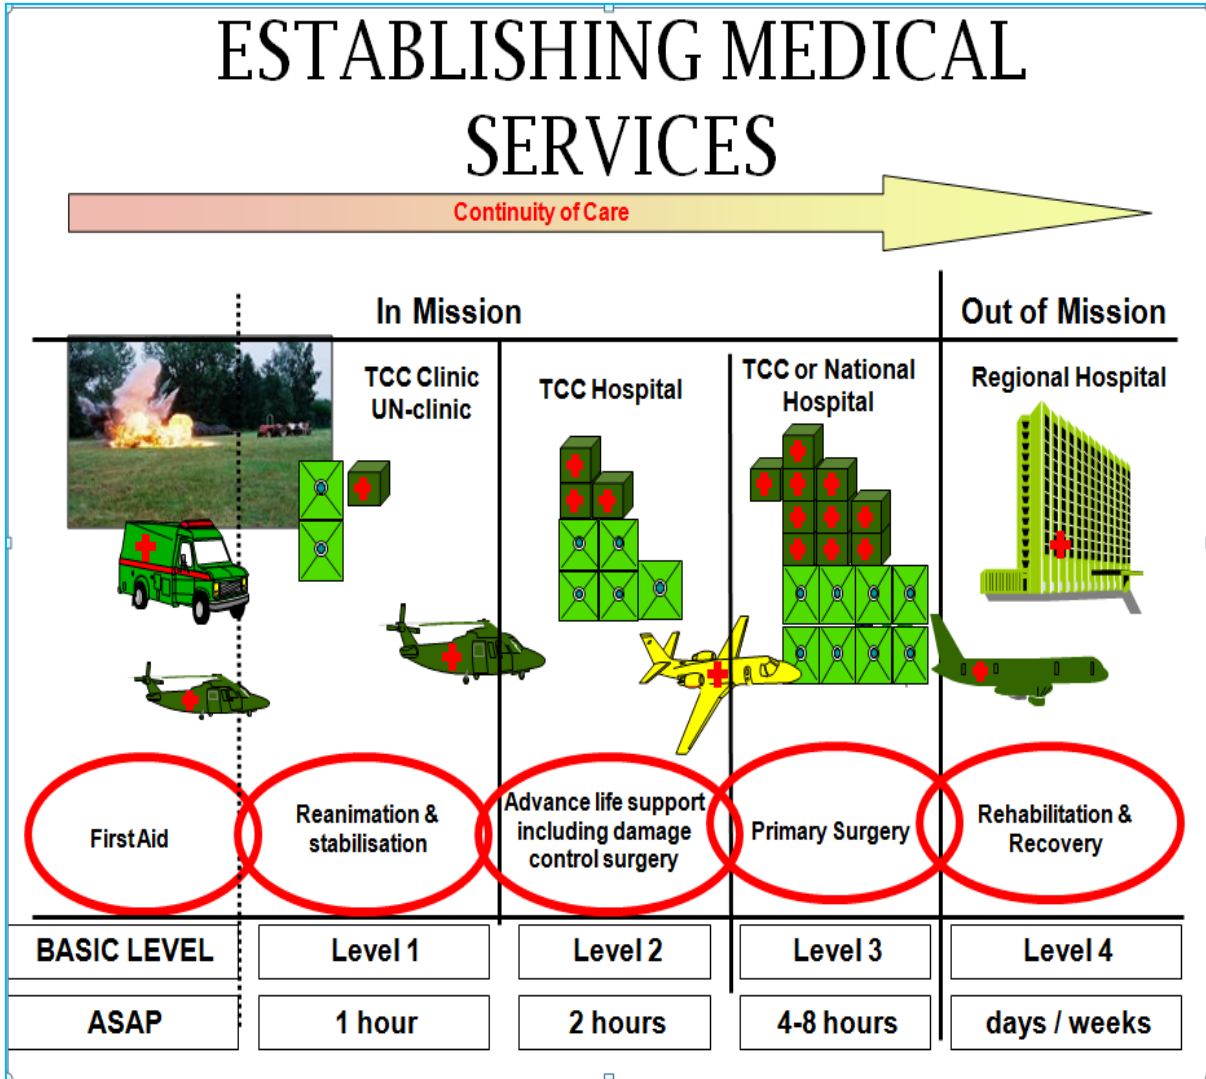 ESTABLISHING MEDICAL
SERVICES
Continuity of Care
In Mission
Out of Mission
TCC Clinic
UN-clinic
TCC Hospital
TCC or National
Hospital
Regional Hospital
First Aid
Reanimation &
stabilisation
Advance life support
including damage
control surgery
Primary Surgery
Rehabilitation &
Recovery
BASIC LEVEL
Level 1
Level 2
Level 3
Level 4
ASAP
1 hour
2 hours
4-8 hours
days / weeks